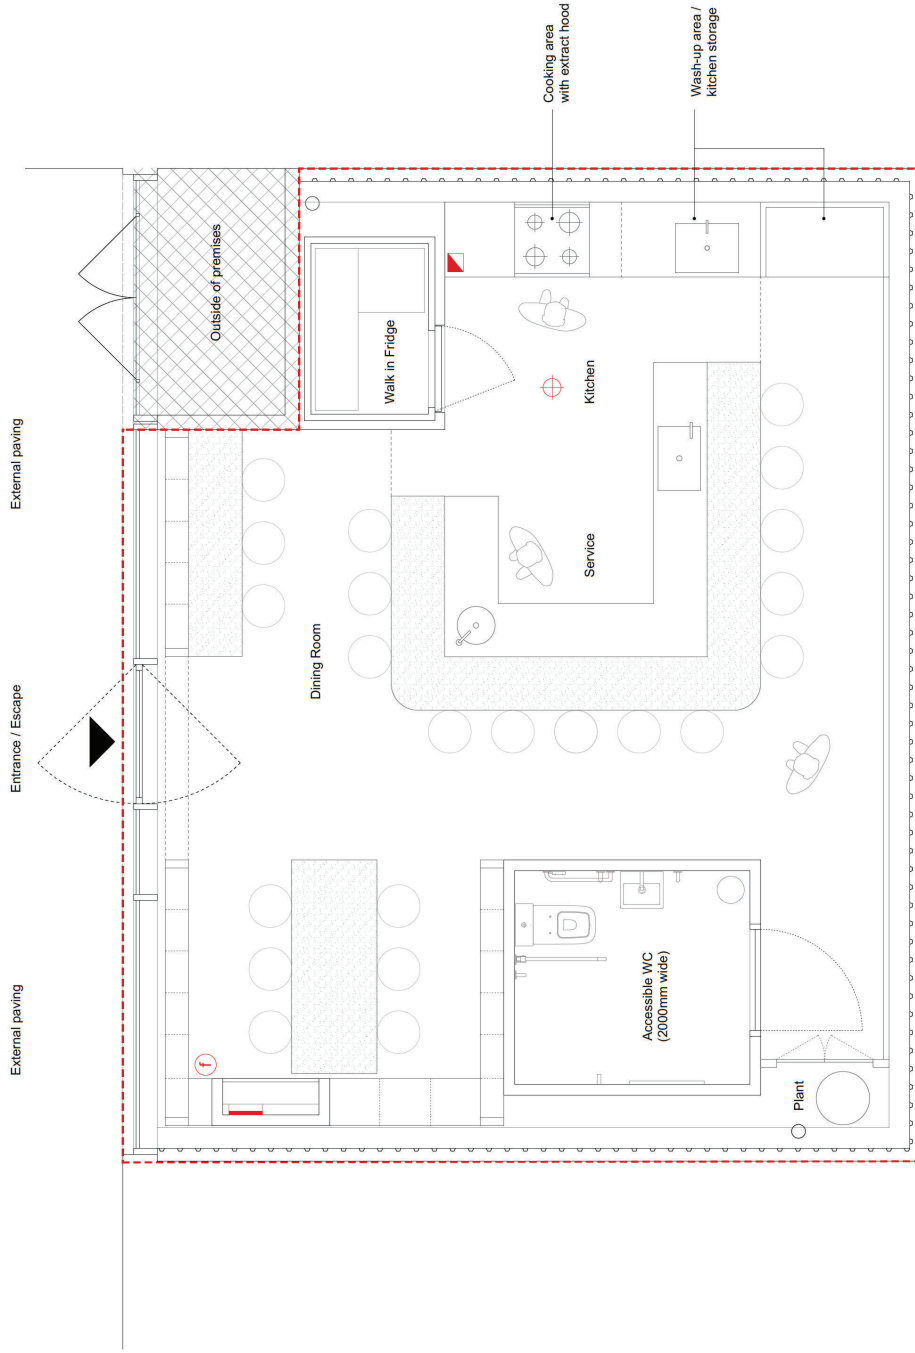 External paving
Entrance / Escape
External paving
Outside of premises
Walk in Fridge
Dining Room
Cooking area
with extract hood
Wash-up area /
kitchen storage
Kitchen
Service
Accessible WC
(2000mm wide)
Plant
f